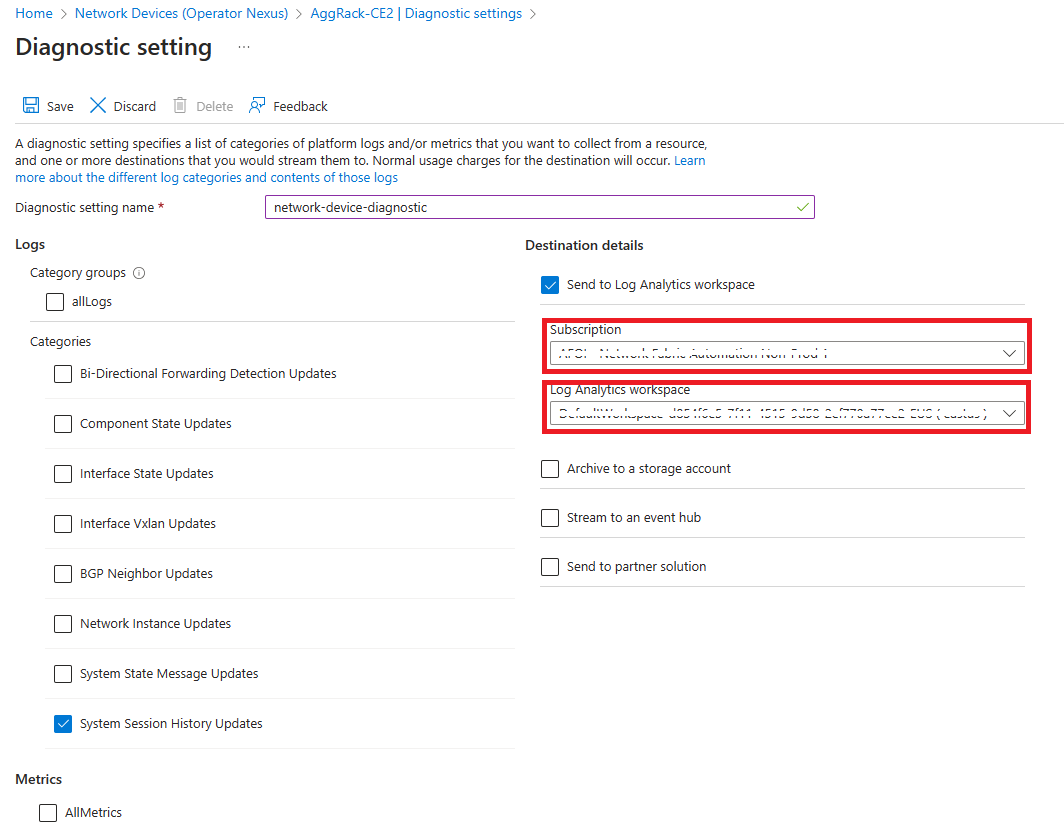 Home > Network Devices (Operator Nexus) > AggRack-CE2 | Diagnostic settings >
Diagnostic setting ...
Save Discard Delete Feedback
A diagnostic setting specifies a list of categories of platform logs and/or metrics that you want to collect from a resource,
and one or more destinations that you would stream them to. Normal usage charges for the destination will occur. Learn
more about the different log categories and contents of those logs
Diagnostic setting name *
network-device-diagnostic
Logs
Category groups
allLogs
Categories
Bi-Directional Forwarding Detection Updates
Component State Updates
Interface State Updates
Interface Vxlan Updates
BGP Neighbor Updates
Network Instance Updates
System State Message Updates
System Session History Updates
Metrics
AllMetrics
Destination details
Send to Log Analytics workspace
Subscription
Network Fabric Automation Non-Prod
Log Analytics workspace
Archive to a storage account
Stream to an event hub
Send to partner solution